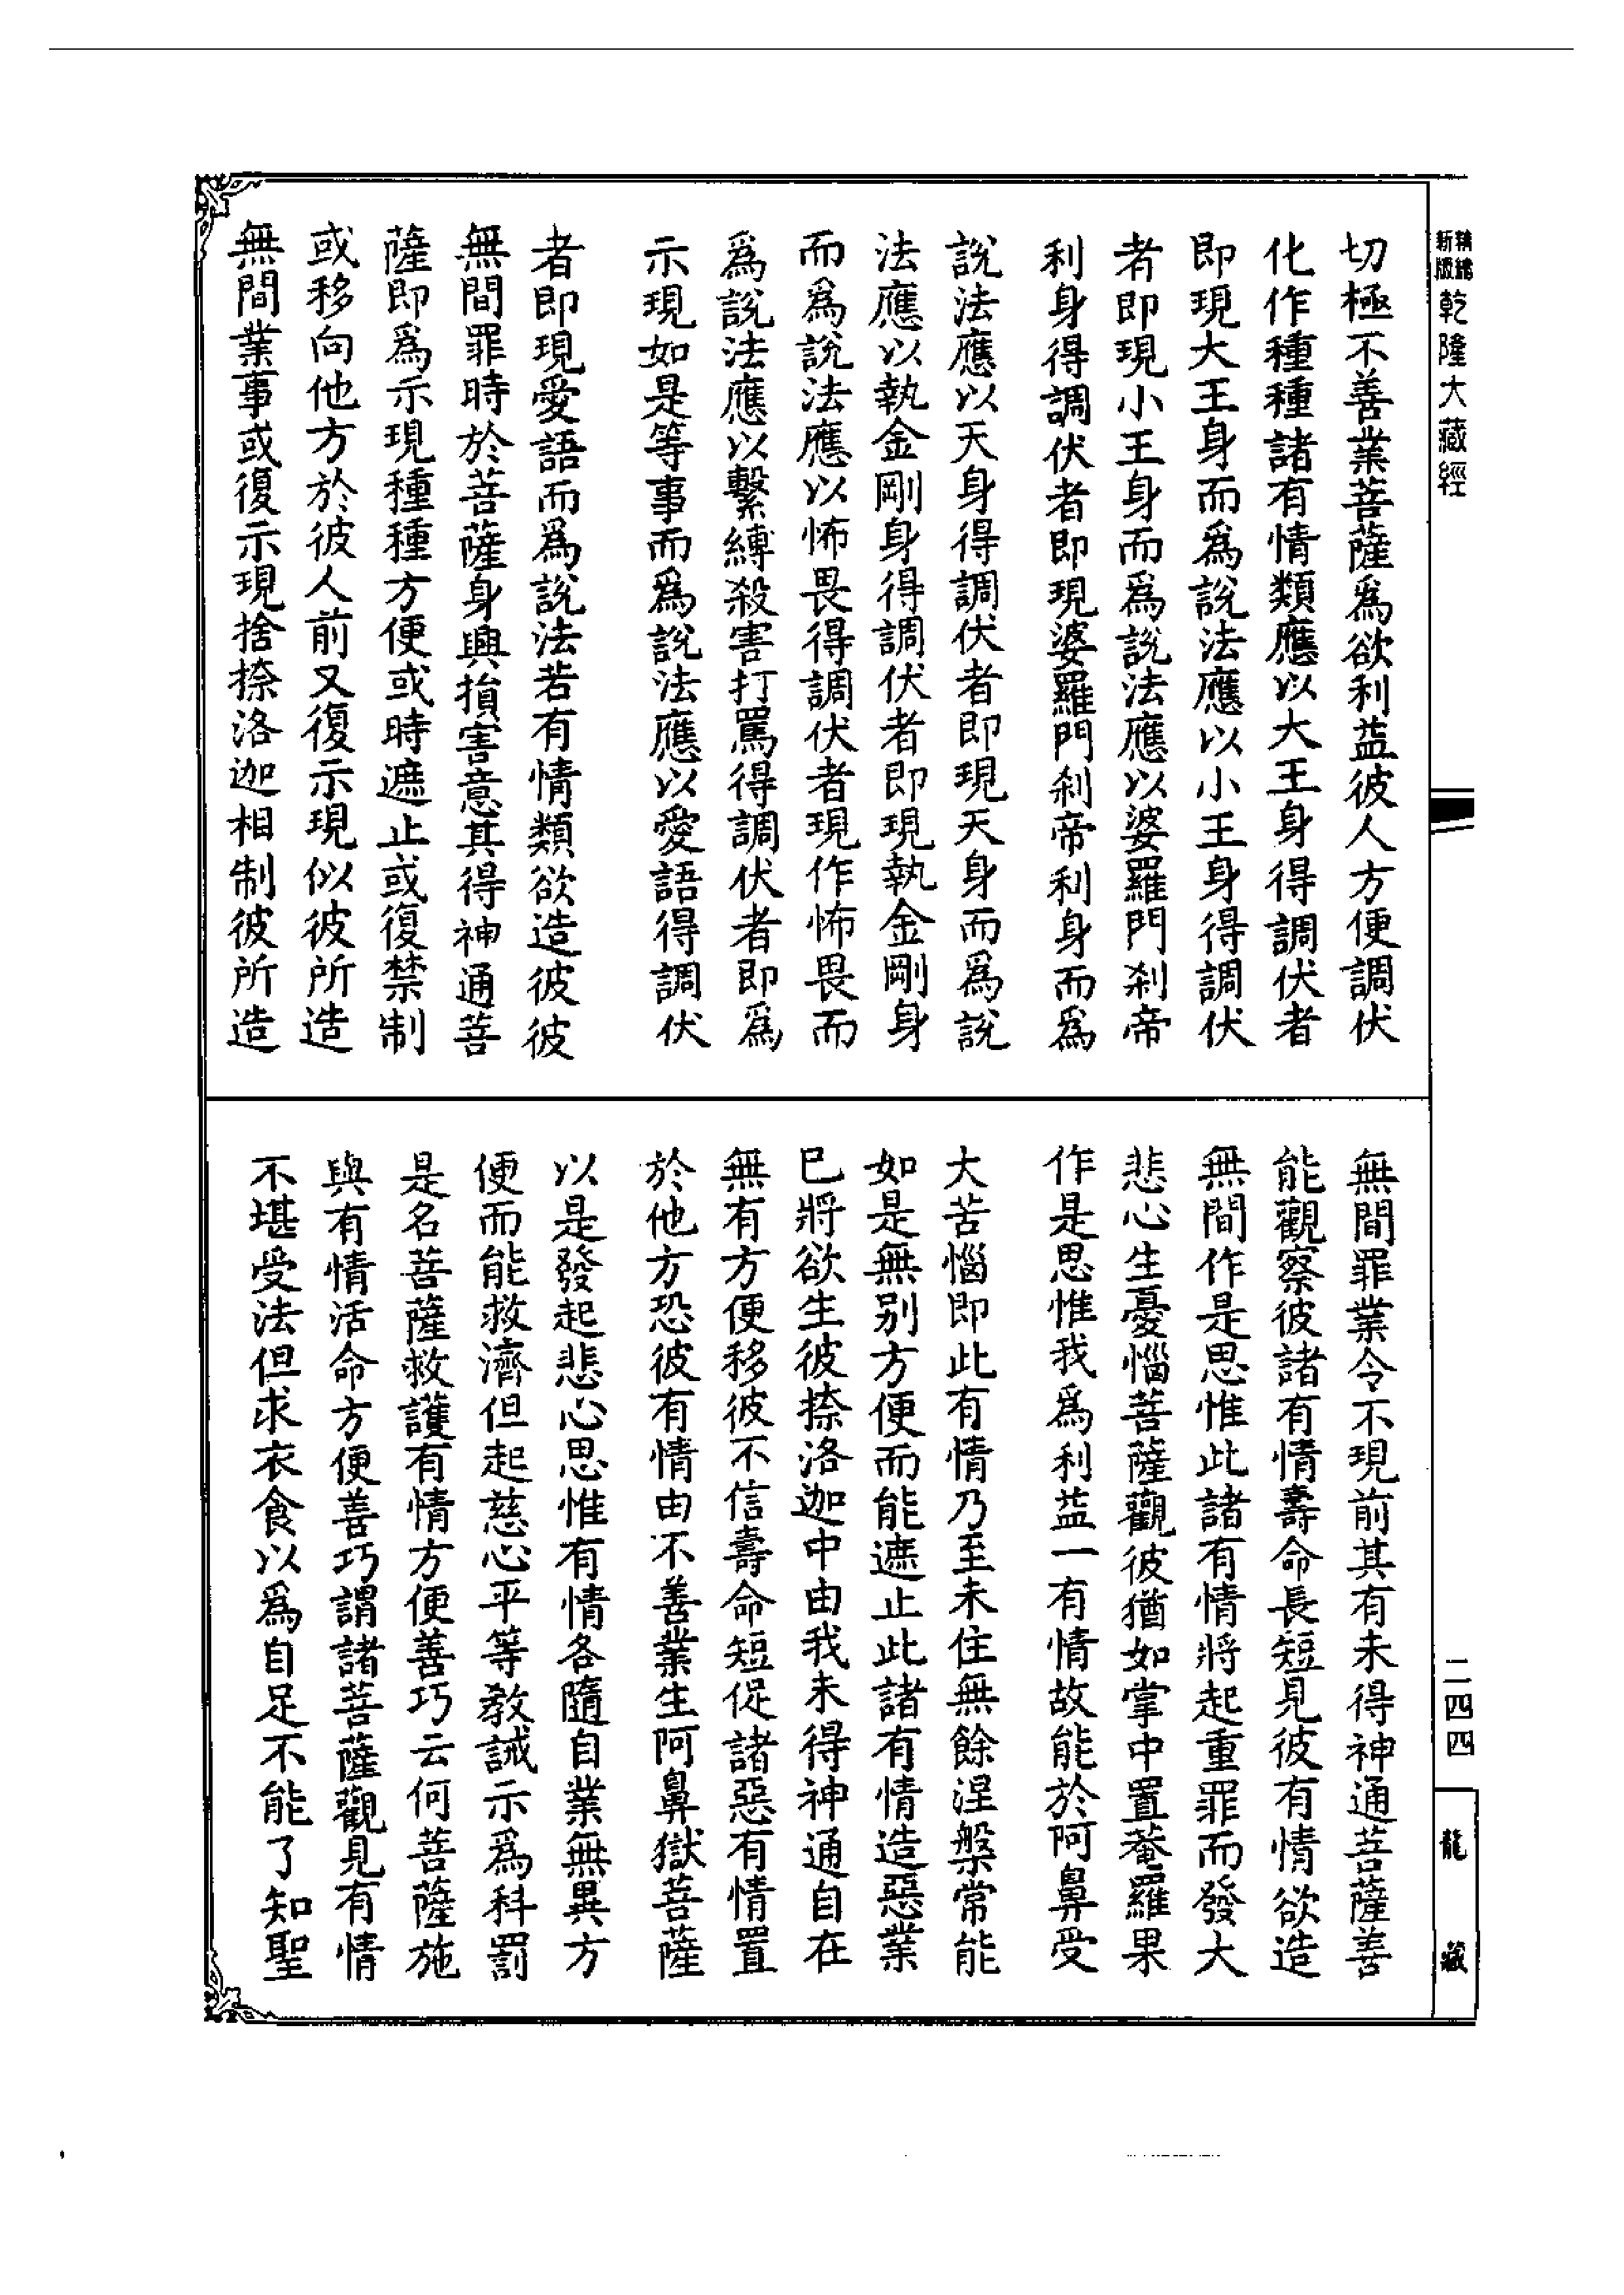 精縮新版乾隆大藏經
二四四
龍藏
切極不善業菩薩爲欲利益彼人方便調伏
化作種種諸有情類應以大王身得調伏者
即現大王身而爲說法應以小王身得調伏
者即現小王身而爲說法應以婆羅門刹帝
利身得調伏者即現婆羅門刹帝利身而爲
說法應以天身得調伏者即現天身而爲說
法應以執金剛身得調伏者即現執金剛身
而爲說法應以怖畏得調伏者現作怖畏而
爲說法應以繫縛殺害打罵得調伏者即爲
示現如是等事而爲說法應以愛語得調伏
者即現愛語而爲說法若有情類欲造彼彼
無間罪時於菩薩身興損害意其得神通菩
薩即爲示現種種方便或時遮止或復禁制
或移向他方於彼人前又復示現似彼所造
無間業事或復示現捨捺洛迦相制彼所造
無間罪業令不現前其有未得神通菩薩善
能觀察彼諸有情壽命長短見彼有情欲造
無間作是思惟此諸有情將起重罪而發大
悲心生憂惱菩薩觀彼猶如掌中置菴羅果
作是思惟我爲利益一有情故能於阿鼻受
大苦惱即此有情乃至未住無餘涅槃常能
如是無別方便而能遮止此諸有情造惡業
已將欲生彼捺洛迦中由我未得神通自在
無有方便移彼不信壽命短促諸惡有情置
於他方恐彼有情由不善業生阿鼻獄菩薩
以是發起悲心思惟有情各隨自業無異方
便而能救濟但起慈心平等教誡示爲科罰
是名菩薩救護有情方便善巧云何菩薩施
與有情活命方便善巧謂諸菩薩觀見有情
不堪受法但求衣食以爲自足不能了知聖